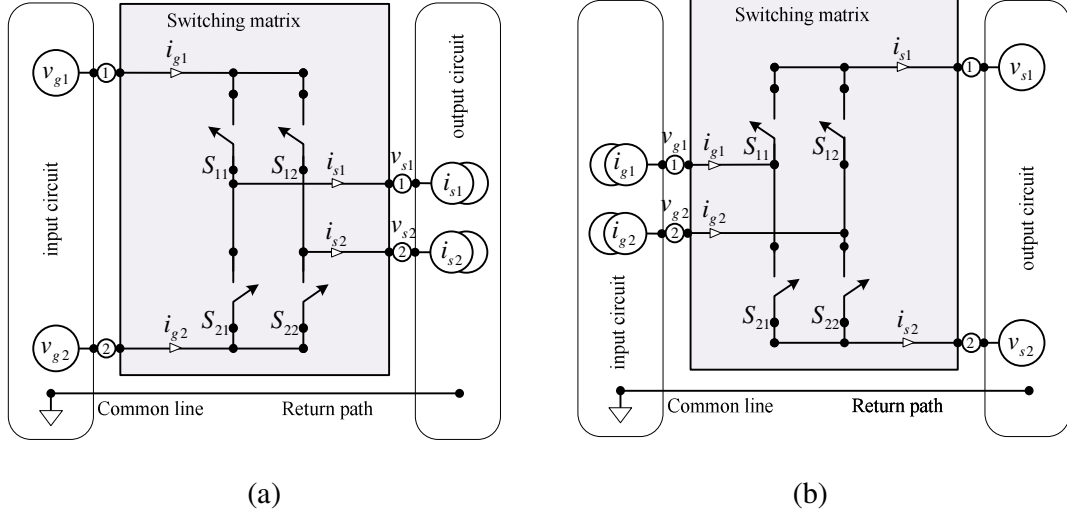 Switching matrix
input circuit
v_g1
1
i_g1
S_11
S_12
i_s1
v_s1
1
i_s1
i_s2
v_s2
2
i_s2
S_21
S_22
v_g2
2
i_g2
output circuit
Common line
Return path
(a)
Switching matrix
i_s1
1
v_s1
i_g1
v_g1
1
i_g1
S_11
S_12
i_g2
v_g2
2
i_g2
input circuit
S_21
S_22
i_s2
2
v_s2
output circuit
Common line
Return path
(b)